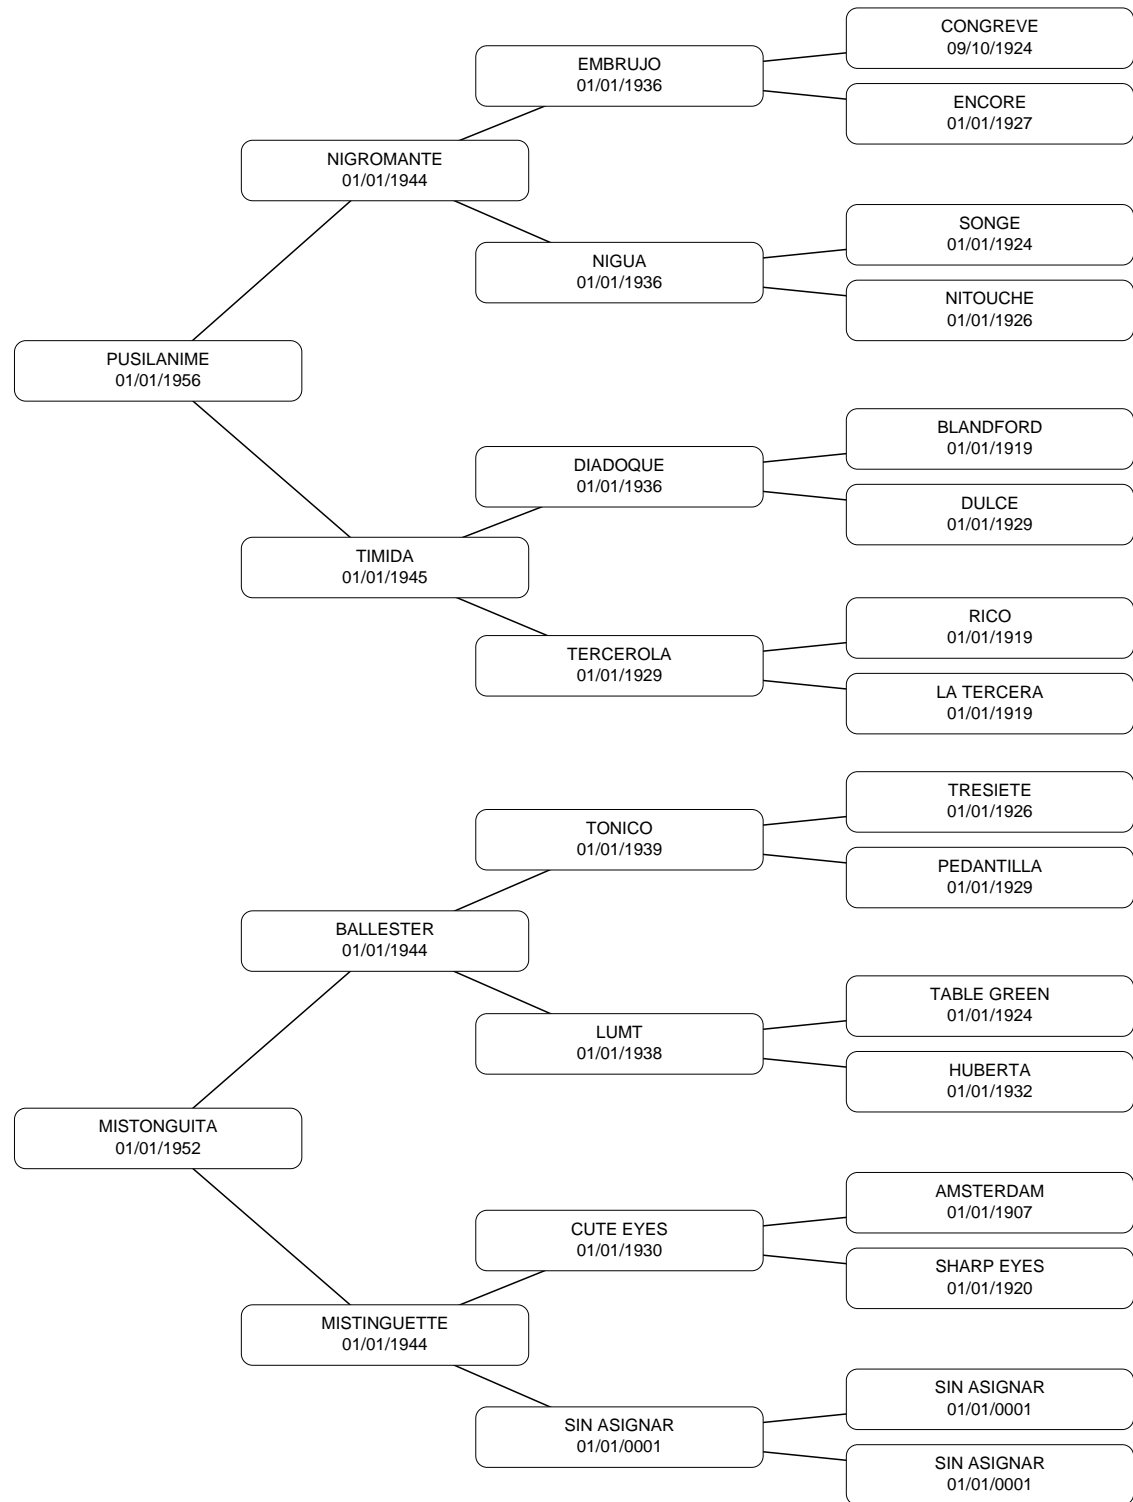 CONGREVE
09/10/1924
EMBRUJO
01/01/1936
ENCORE
01/01/1927
NIGROMANTE
01/01/1944
SONGE
01/01/1924
NIGUA
01/01/1936
NITOUCHE
01/01/1926
PUSILANIME
01/01/1956
BLANDFORD
01/01/1919
DIADOQUE
01/01/1936
DULCE
01/01/1929
TIMIDA
01/01/1945
RICO
01/01/1919
TERCEROLA
01/01/1929
LA TERCERA
01/01/1919
TRESIETE
01/01/1926
TONICO
01/01/1939
PEDANTILLA
01/01/1929
BALLESTER
01/01/1944
TABLE GREEN
01/01/1924
LUMT
01/01/1938
HUBERTA
01/01/1932
MISTONGUITA
01/01/1952
AMSTERDAM
01/01/1907
CUTE EYES
01/01/1930
SHARP EYES
01/01/1920
MISTINGUETTE
01/01/1944
SIN ASIGNAR
01/01/0001
SIN ASIGNAR
01/01/0001
SIN ASIGNAR
01/01/0001